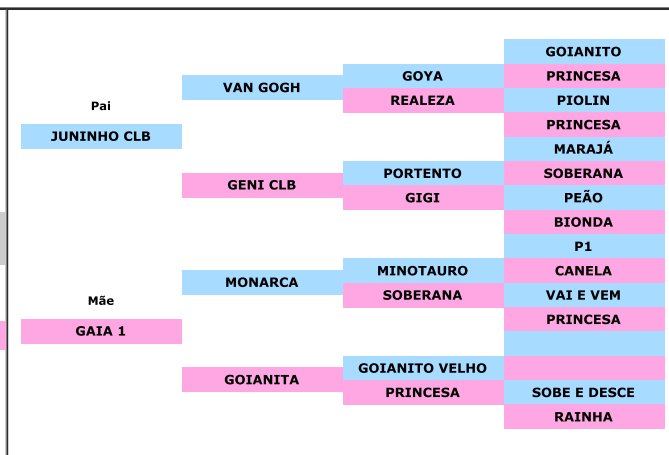 GOIANITO
GOYA
PRINCESA
VAN GOGH
REALEZA
PIOLIN
Pai
PRINCESA
JUNINHO CLB
MARAJÁ
PORTENTO
SOBERANA
GENI CLB
GIGI
PEÃO
BIONDA
P1
MINOTAURO
CANELA
MONARCA
SOBERANA
VAI E VEM
Mãe
PRINCESA
GAIA 1
GOIANITO VELHO
GOIANITA
PRINCESA
SOBE E DESCE
RAINHA